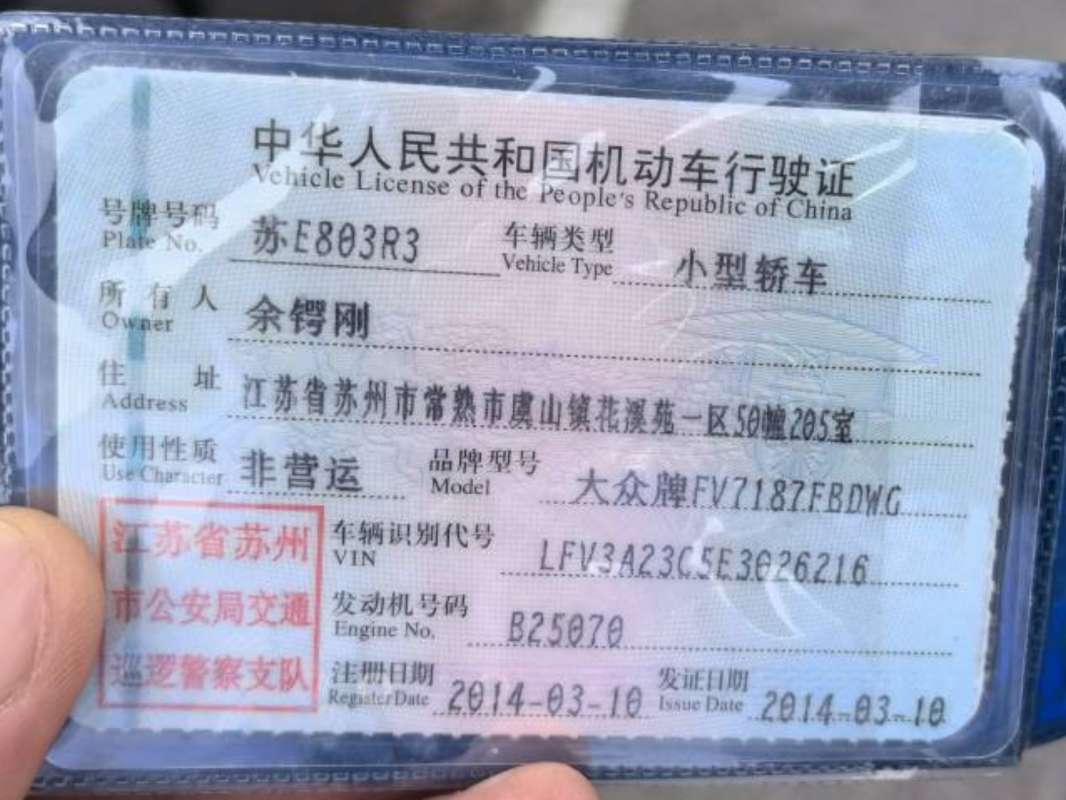 中华人民共和国机动车行驶证
Vehicle License of the People's Republic of China
号牌号码 苏E803R3 车辆类型 小型轿车
Plate No. Vehicle Type
所有人 余锷刚
Owner
住址 江苏省苏州市常熟市虞山镇花溪苑一区50幢205室
Address
使用性质 非营运 品牌型号 大众牌FV7187FBDWG
Use Character Model
江苏省苏州
市公安局交通
巡逻警察支队
车辆识别代号 LFV3A23C5E3026216
VIN
发动机号码 B25070
Engine No.
注册日期 2014-03-10 发证日期 2014-03-10
Register Date Issue Date